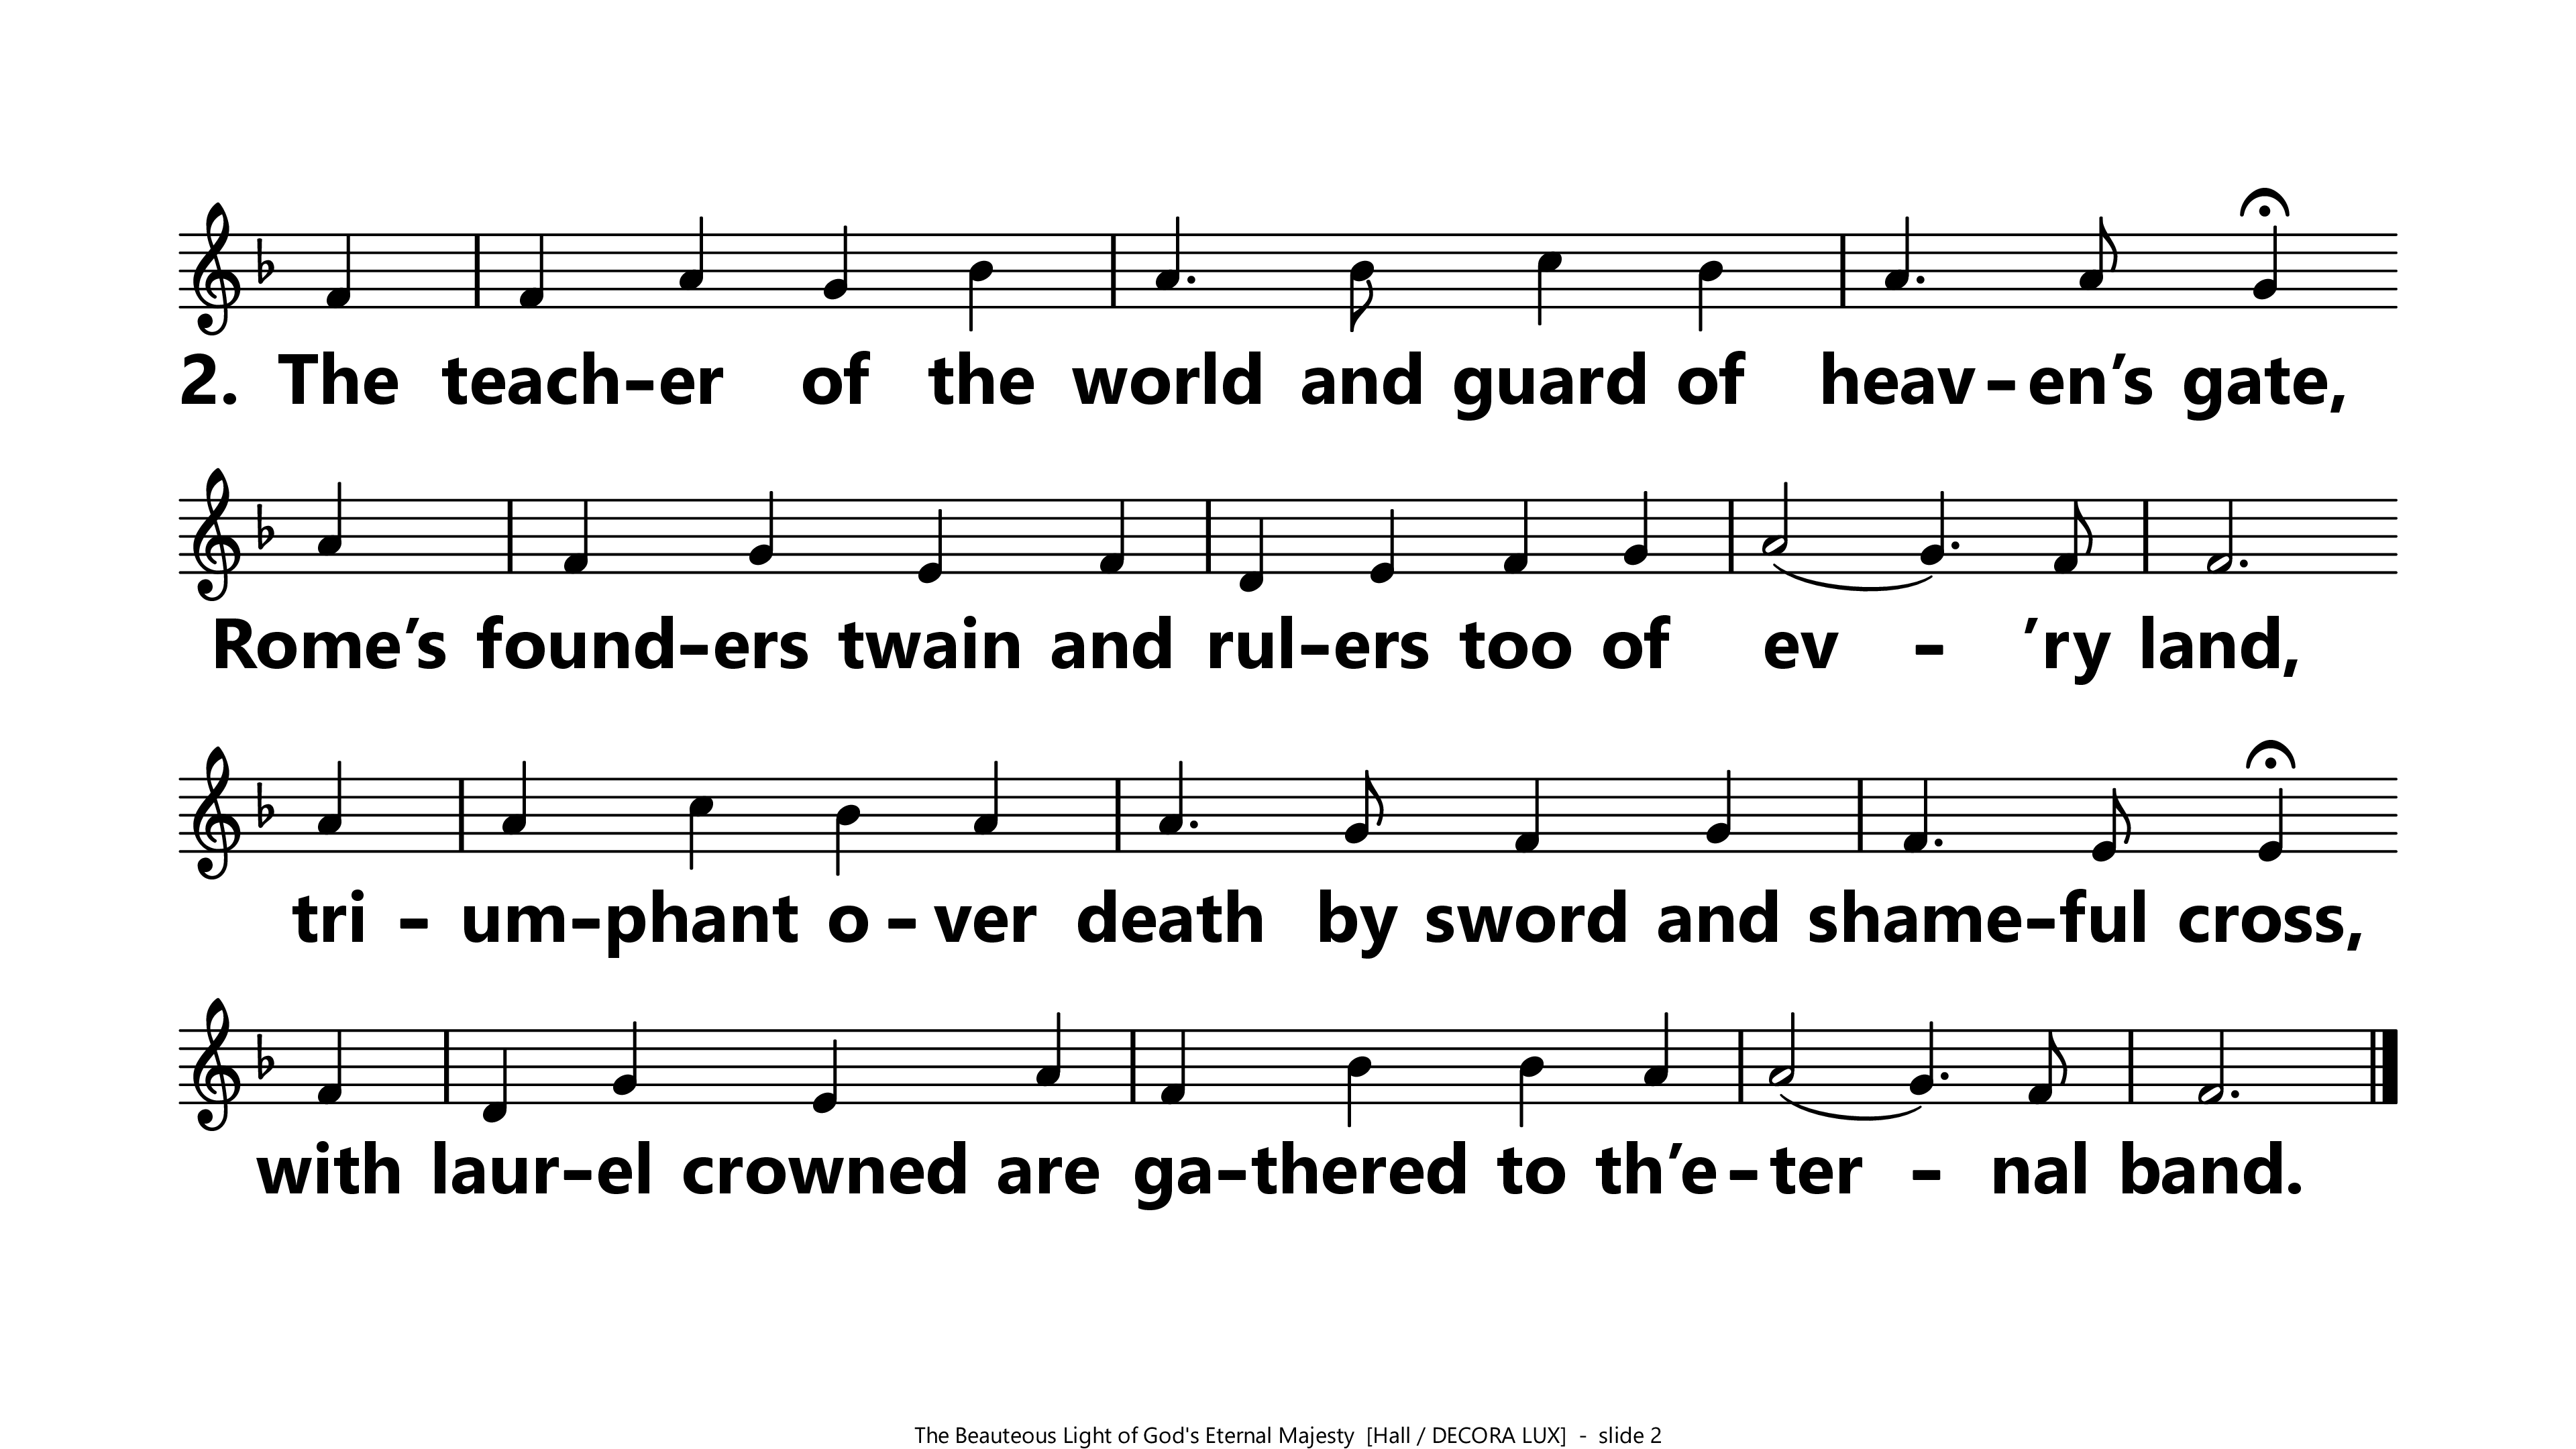 2. The teach-er of the world and guard of heav-en’s gate,
Rome’s found-ers twain and rul-ers too of ev - ’ry land,
tri - um-phant o-ver death by sword and shame-ful cross,
with laur-el crowned are ga-thered to th’e-ter - nal band.
The Beauteous Light of God's Eternal Majesty [Hall / DECORA LUX] - slide 2